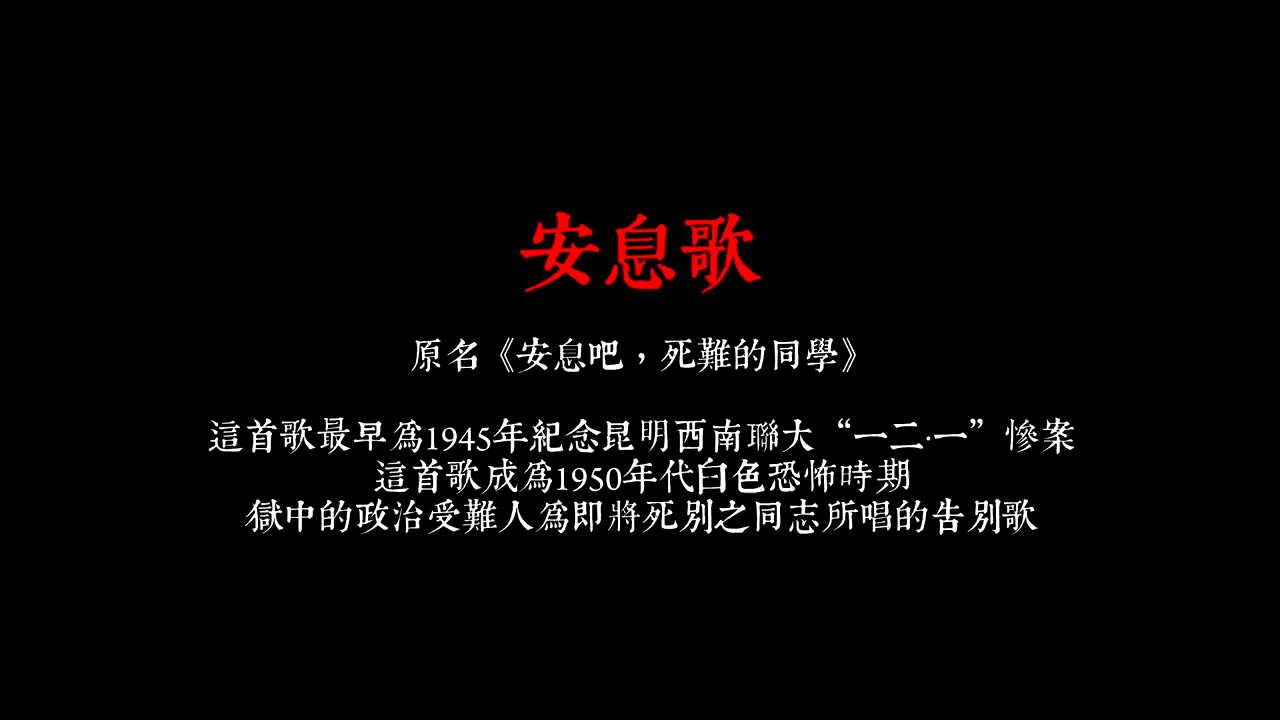 安息歌
原名《安息吧，死難的同學》
這首歌最早爲1945年紀念昆明西南聯大“一二·一”慘案
這首歌成爲1950年代白色恐怖時期
獄中的政治受難人爲即將死別之同志所唱的告別歌